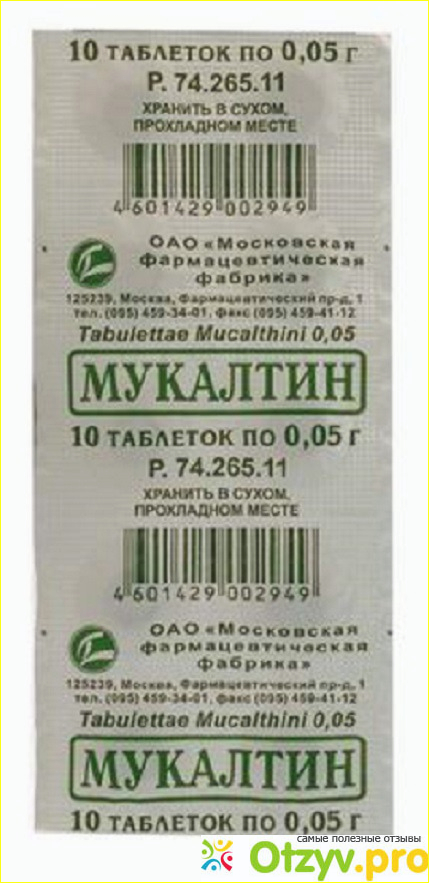 10 ТАБЛЕТОК ПО 0,05 г
Р. 74.265.11
ХРАНИТЬ В СУХОМ,
ПРОХЛАДНОМ МЕСТЕ
4 601429 002949
ОАО «Московская
фармацевтическая
фабрика»
125239, Москва, Фармацевтический пр-д, 1
тел. (095) 459-34-01, факс (095) 459-41-12
Tabulettae Mucalthini 0,05
МУКАЛТИН
10 ТАБЛЕТОК ПО 0,05 г
Р. 74.265.11
ХРАНИТЬ В СУХОМ,
ПРОХЛАДНОМ МЕСТЕ
4 601429 002949
ОАО «Московская
фармацевтическая
фабрика»
125239, Москва, Фармацевтический пр-д, 1
тел. (095) 459-34-01, факс (095) 459-41-12
Tabulettae Mucalthini 0,05
МУКАЛТИН
10 ТАБЛЕТОК ПО 0,05 г
самые полезные отзывы
Otzyv.pro